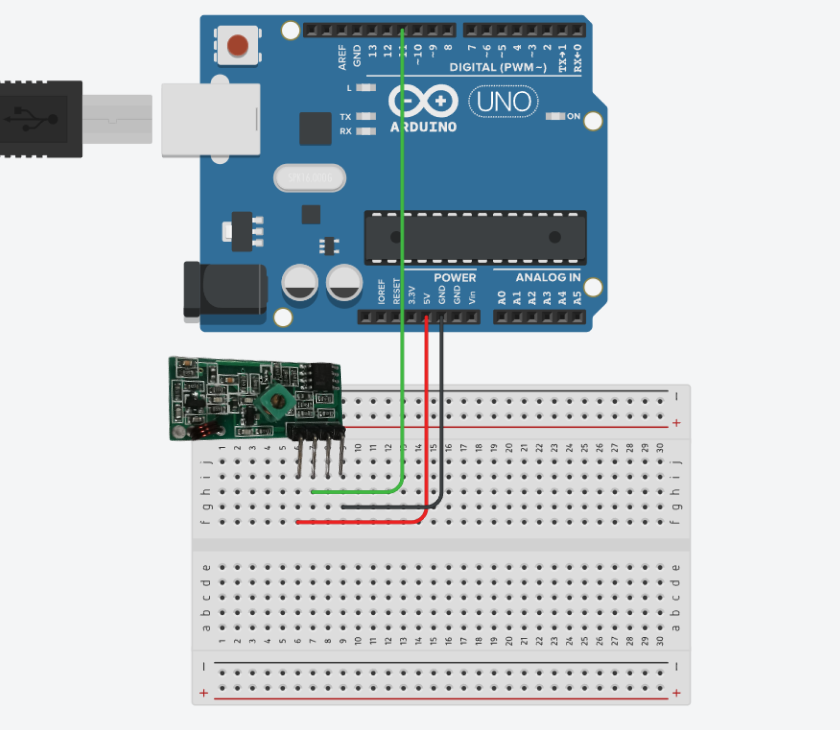 AREF
GND
13
12
11
~10
~9
8
7
~6
~5
4
~3
2
TX→1
RX←0
DIGITAL (PWM~)
L
TX
RX
UNO
ON
ARDUINO
POWER
ANALOG IN
IOREF
RESET
3.3V
5V
GND
GND
Vin
A0
A1
A2
A3
A4
A5
−
+
1 2 3 4 5 6 7 9 10 11 12 13 15 16 17 18 19 20 21 22 23 24 25 26 27 28 29 30
j j
i i
h h
g g
f f
e e
d d
c c
b b
a a
1 2 3 4 5 6 7 8 9 10 11 12 13 14 15 16 17 18 19 20 21 22 23 24 25 26 27 28 29 30
− −
+ +